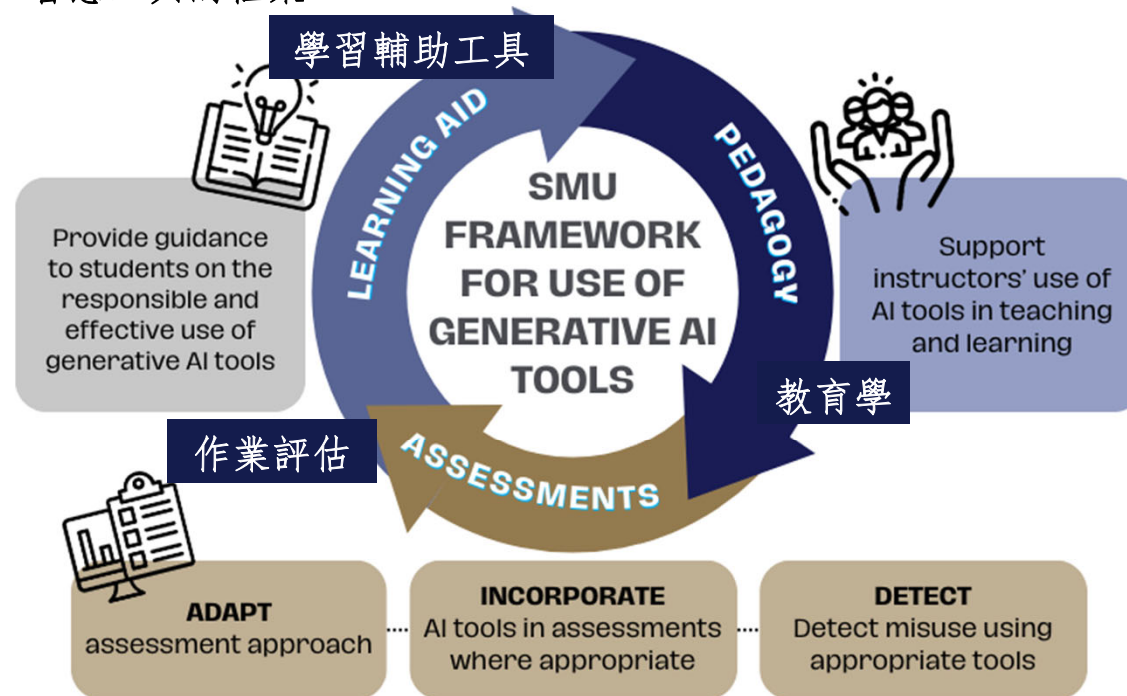 學習輔助工具
LEARNING AID
PEDAGOGY
SMU
FRAMEWORK
FOR USE OF
GENERATIVE AI
TOOLS
Provide guidance
to students on the
responsible and
effective use of
generative AI tools
Support
instructors' use of
AI tools in teaching
and learning
教育學
作業評估
ASSESSMENTS
ADAPT
assessment approach
INCORPORATE
AI tools in assessments
where appropriate
DETECT
Detect misuse using
appropriate tools